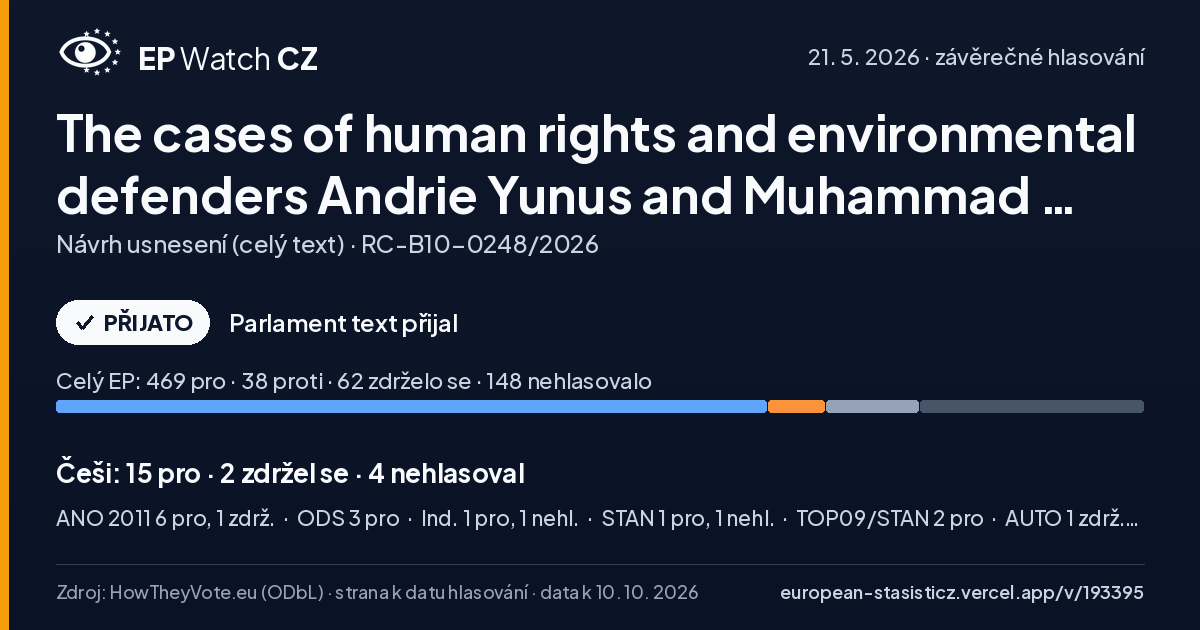 EP Watch CZ
21. 5. 2026 · závěrečné hlasování
The cases of human rights and environmental
defenders Andrie Yunus and Muhammad …
Návrh usnesení (celý text) · RC-B10-0248/2026
✓ PŘIJATO Parlament text přijal
Celý EP: 469 pro · 38 proti · 62 zdrželo se · 148 nehlasovalo
Češi: 15 pro · 2 zdržel se · 4 nehlasoval
ANO 2011 6 pro, 1 zdrž. · ODS 3 pro · Ind. 1 pro, 1 nehl. · STAN 1 pro, 1 nehl. · TOP09/STAN 2 pro · AUTO 1 zdrž.…
Zdroj: HowTheyVote.eu (ODbL) · strana k datu hlasování · data k 10. 10. 2026
european-stasisticz.vercel.app/v/193395